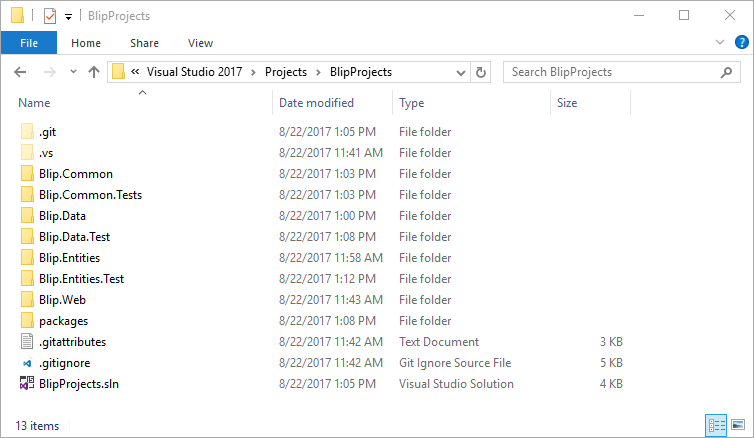 BlipProjects
File Home Share View
« Visual Studio 2017 › Projects › BlipProjects Search BlipProjects
Name Date modified Type Size
.git 8/22/2017 1:05 PM File folder
.vs 8/22/2017 11:41 AM File folder
Blip.Common 8/22/2017 1:03 PM File folder
Blip.Common.Tests 8/22/2017 1:03 PM File folder
Blip.Data 8/22/2017 1:00 PM File folder
Blip.Data.Test 8/22/2017 1:08 PM File folder
Blip.Entities 8/22/2017 11:58 AM File folder
Blip.Entities.Test 8/22/2017 1:12 PM File folder
Blip.Web 8/22/2017 11:43 AM File folder
packages 8/22/2017 1:08 PM File folder
.gitattributes 8/22/2017 11:42 AM Text Document 3 KB
.gitignore 8/22/2017 11:42 AM Git Ignore Source File 5 KB
BlipProjects.sln 8/22/2017 1:05 PM Visual Studio Solution 4 KB
13 items